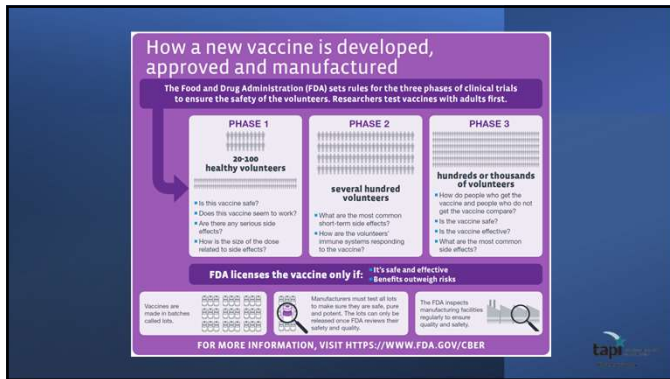 How a new vaccine is developed,
approved and manufactured
The Food and Drug Administration (FDA) sets rules for the three phases of clinical trials
to ensure the safety of the volunteers. Researchers test vaccines with adults first.
PHASE 1
20-100
healthy volunteers
Is this vaccine safe?
Does this vaccine seem to work?
Are there any serious side
effects?
How is the size of the dose
related to side effects?
PHASE 2
several hundred
volunteers
What are the most common
short-term side effects?
How are the volunteers'
immune systems responding
to the vaccine?
PHASE 3
hundreds or thousands
of volunteers
How do people who get the
vaccine and people who do not
get the vaccine compare?
Is the vaccine safe?
Is the vaccine effective?
What are the most common
side effects?
FDA licenses the vaccine only if:
It's safe and effective
Benefits outweigh risks
Vaccines are
made in batches
called lots.
Manufacturers must test all lots
to make sure they are safe, pure
and potent. The lots can only be
released once FDA reviews their
safety and quality.
The FDA inspects
manufacturing facilities
regularly to ensure
quality and safety.
FOR MORE INFORMATION, VISIT HTTPS://WWW.FDA.GOV/CBER
tapi